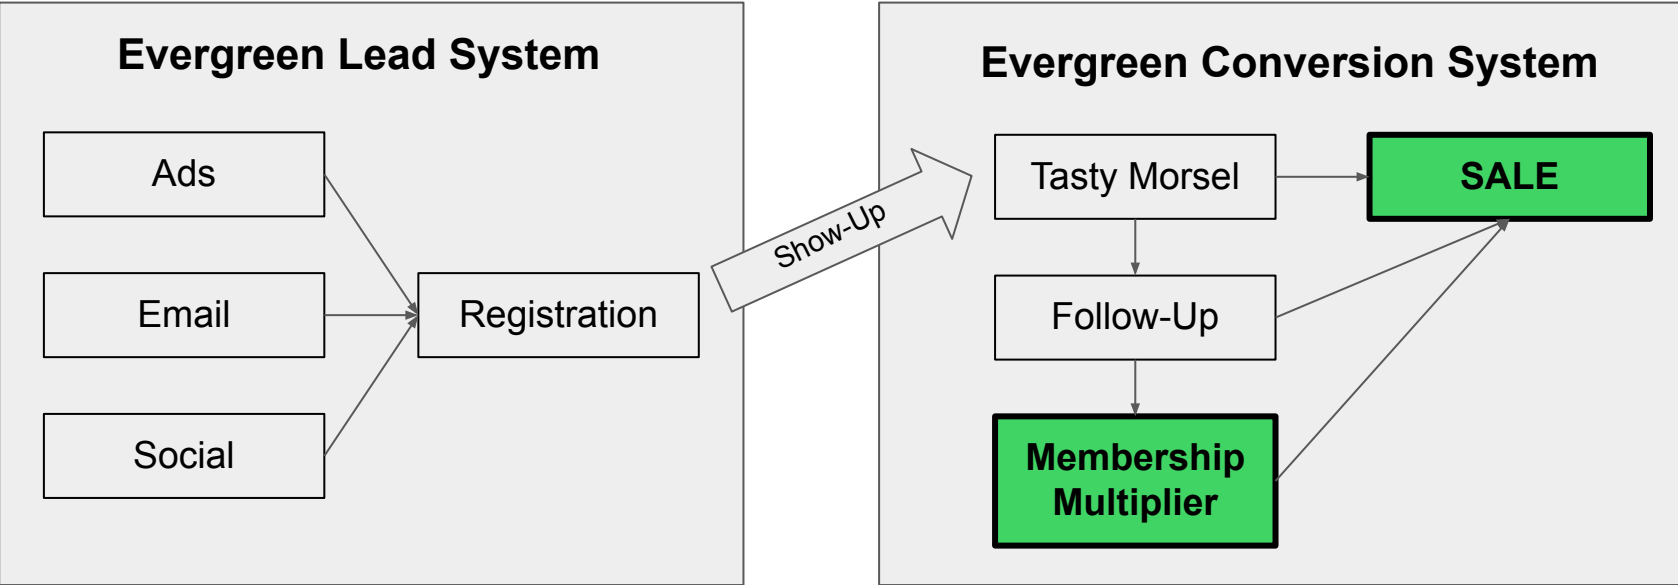 Evergreen Lead System
Ads
Email
Social
Registration
Show-Up
Evergreen Conversion System
Tasty Morsel
SALE
Follow-Up
Membership
Multiplier